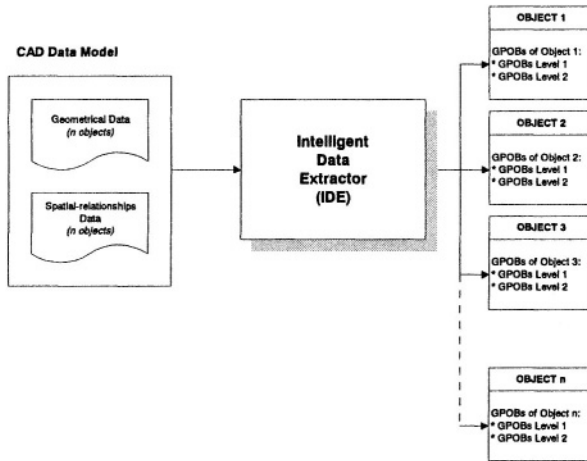 CAD Data Model
Geometrical Data
(n objects)
Spatial-relationships
Data
(n objects)
Intelligent
Data
Extractor
(IDE)
OBJECT 1
GPOBs of Object 1:
* GPOBs Level 1
* GPOBs Level 2
OBJECT 2
GPOBs of Object 2:
* GPOBs Level 1
* GPOBs Level 2
OBJECT 3
GPOBs of Object 3:
* GPOBs Level 1
* GPOBs Level 2
OBJECT n
GPOBs of Object n:
* GPOBs Level 1
* GPOBs Level 2